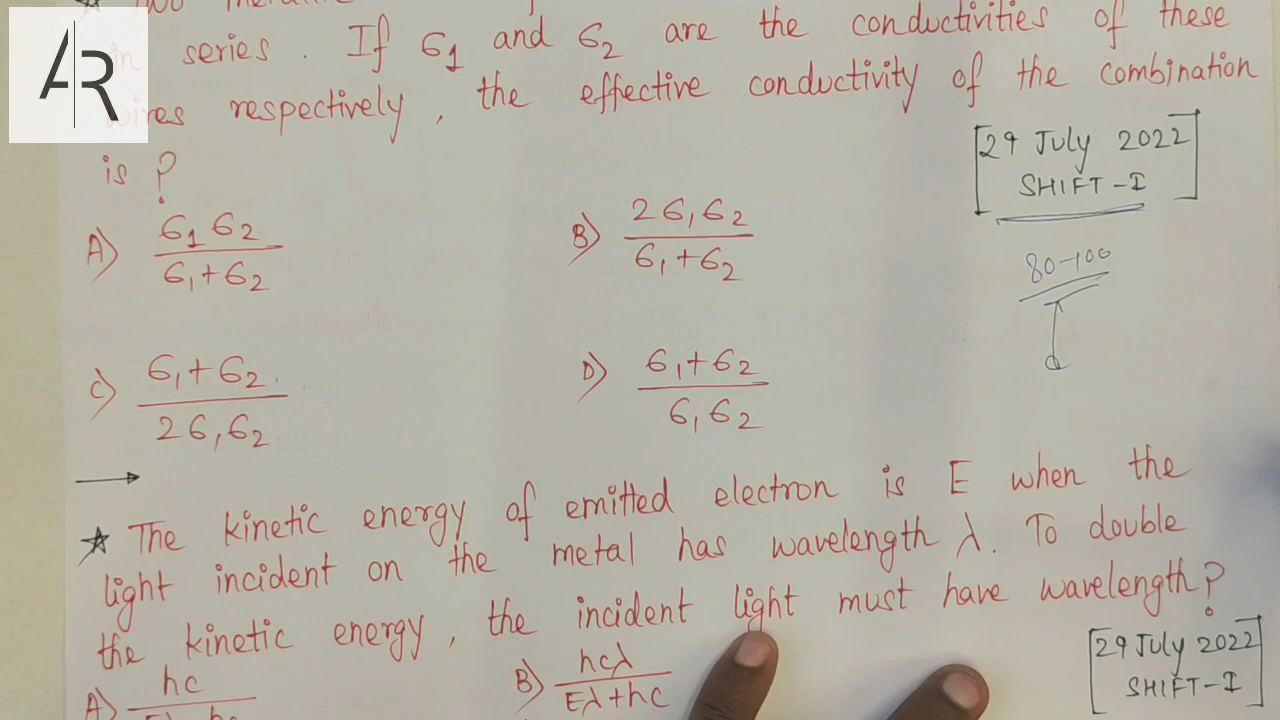 AR
series. If σ1 and σ2 are the conductivities of these
wires respectively, the effective conductivity of the combination
is ?
[29 July 2022
SHIFT-I]
A) σ1σ2 / σ1+σ2
B) 2σ1σ2 / σ1+σ2
80-100
C) σ1+σ2 / 2σ1σ2
D) σ1+σ2 / σ1σ2
→
☆ The kinetic energy of emitted electron is E when the
light incident on the metal has wavelength λ. To double
the kinetic energy, the incident light must have wavelength?
[29 July 2022
SHIFT-I]
A) hc
B) hcλ / Eλ+hc